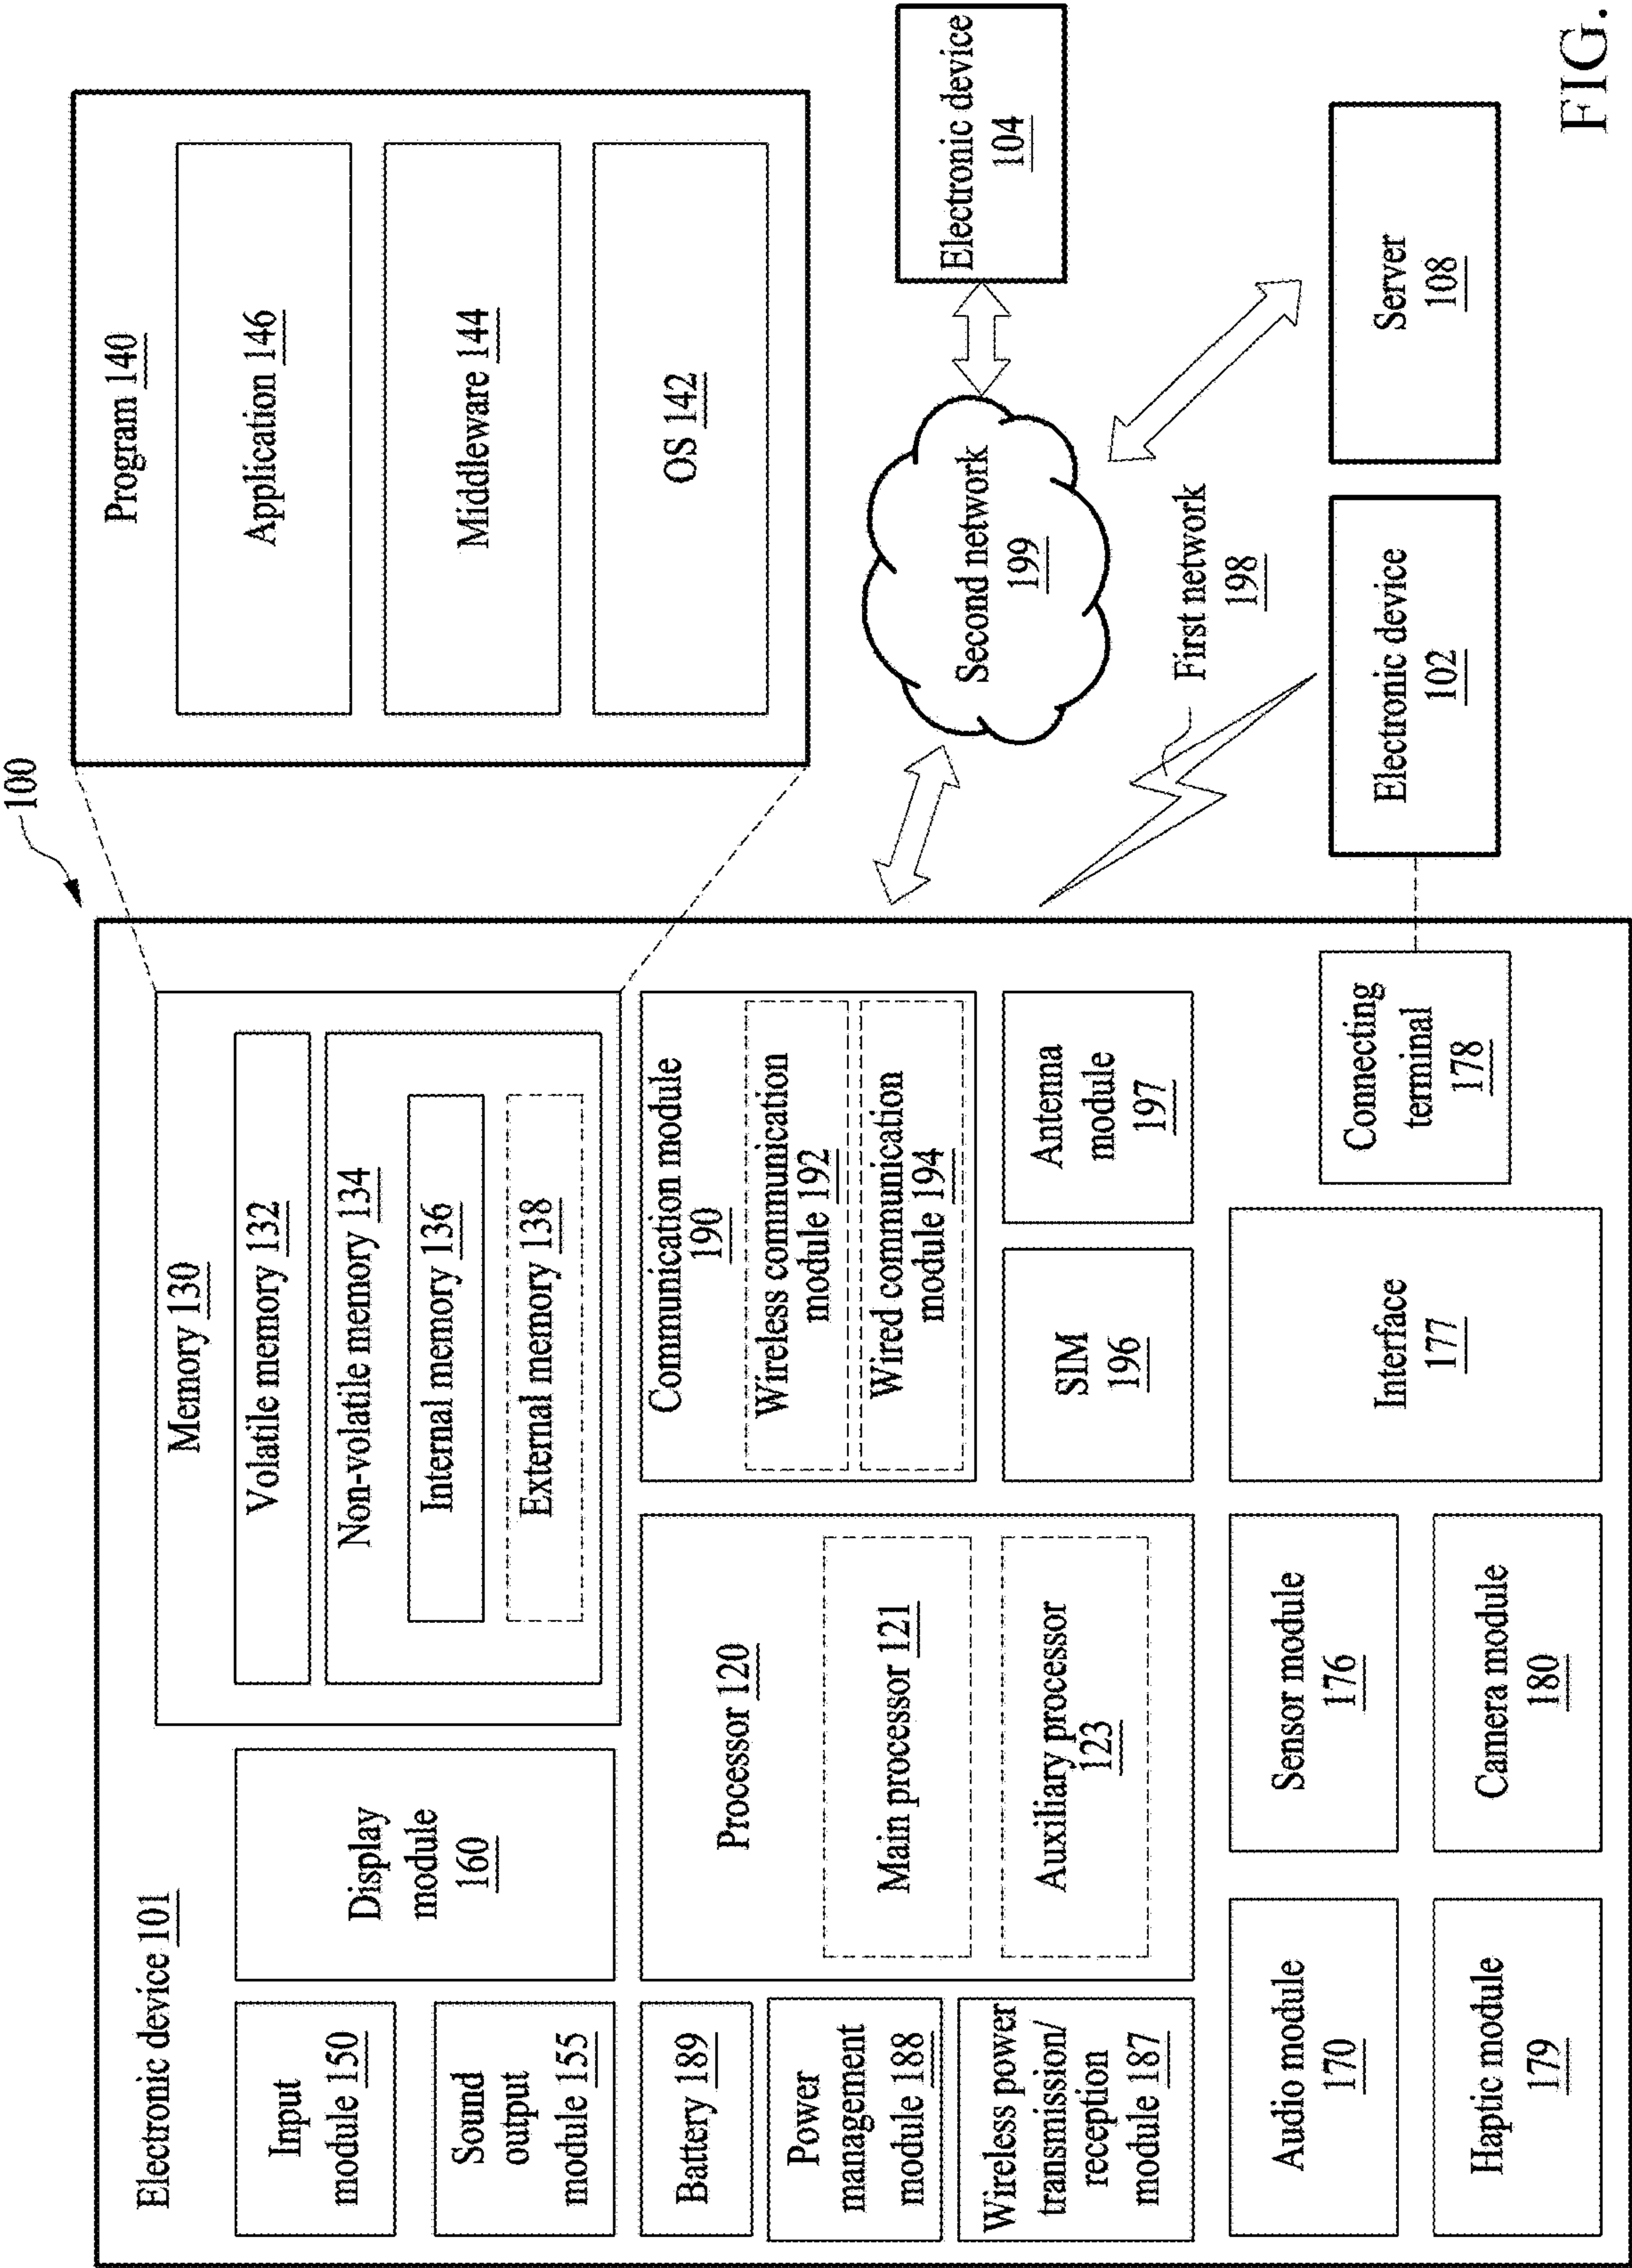 100
Electronic device 101
Input
module 150
Sound
output
module 155
Display
module
160
Memory 130
Volatile memory 132
Non-volatile memory 134
Internal memory 136
External memory 138
Program 140
Application 146
Middleware 144
OS 142
Battery 189
Power
management
module 188
Wireless power
transmission/
reception
module 187
Processor 120
Main processor 121
Auxiliary processor
123
Communication module
190
Wireless communication
module 192
Wired communication
module 194
SIM
196
Antenna
module
197
Second network
199
Electronic device
104
First network
198
Audio module
170
Sensor module
176
Interface
177
Connecting
terminal
178
Haptic module
179
Camera module
180
Electronic device
102
Server
108
FIG.